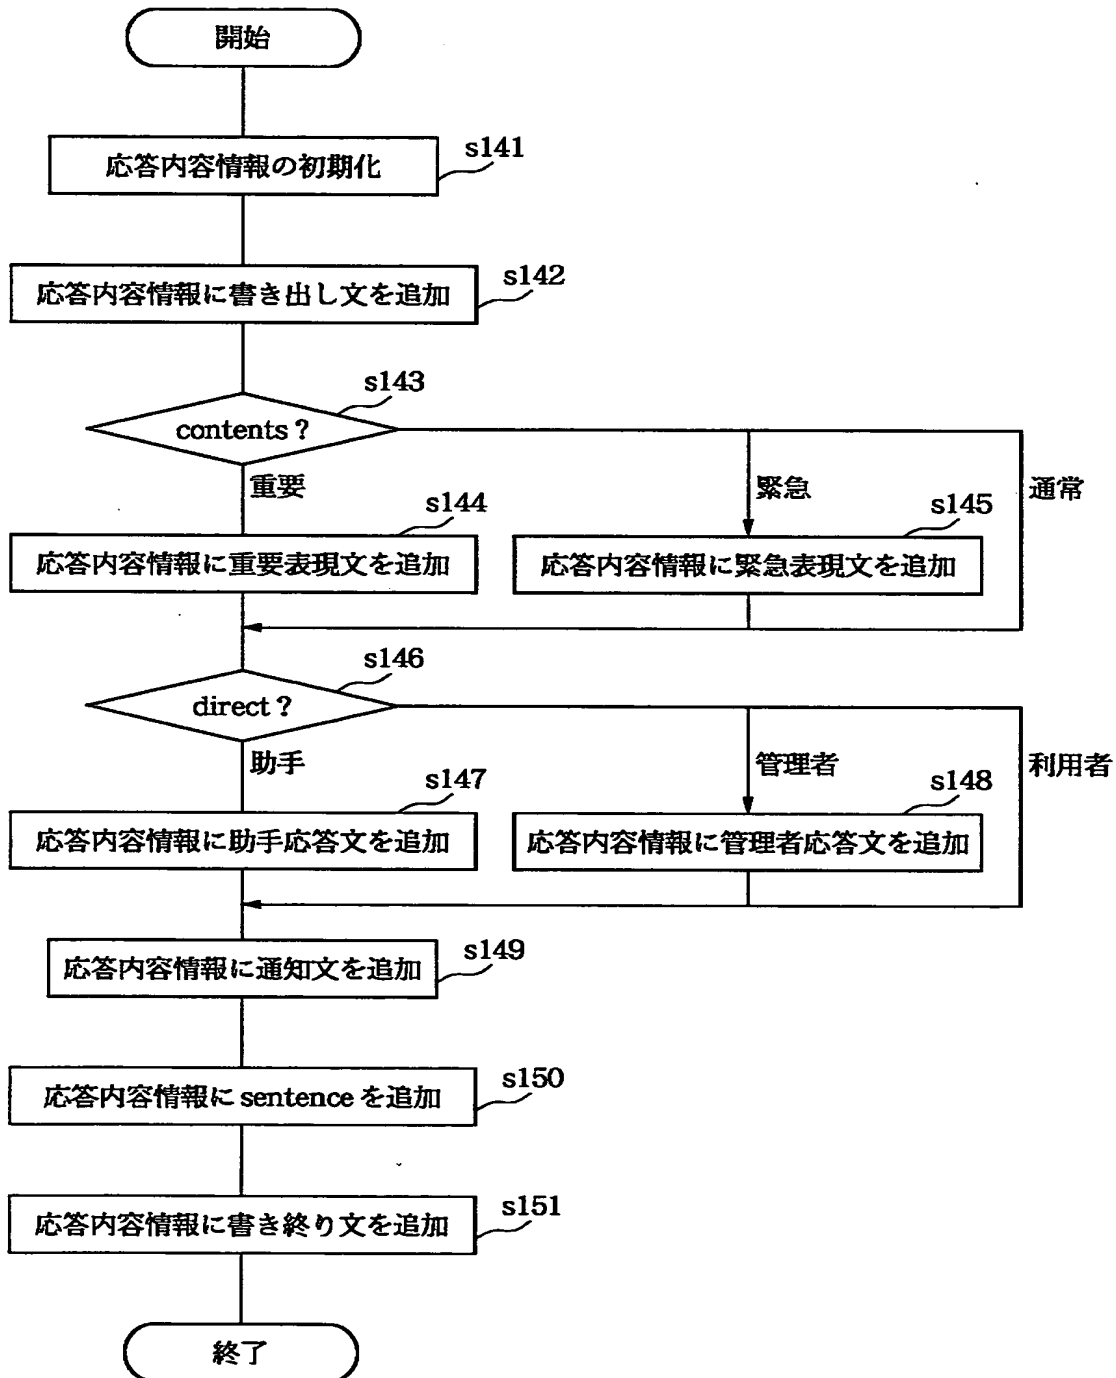 開始
応答内容情報の初期化
s141
応答内容情報に書き出し文を追加
s142
contents？
s143
重要
緊急
通常
応答内容情報に重要表現文を追加
s144
応答内容情報に緊急表現文を追加
s145
direct？
s146
助手
管理者
利用者
応答内容情報に助手応答文を追加
s147
応答内容情報に管理者応答文を追加
s148
応答内容情報に通知文を追加
s149
応答内容情報に sentence を追加
s150
応答内容情報に書き終り文を追加
s151
終了